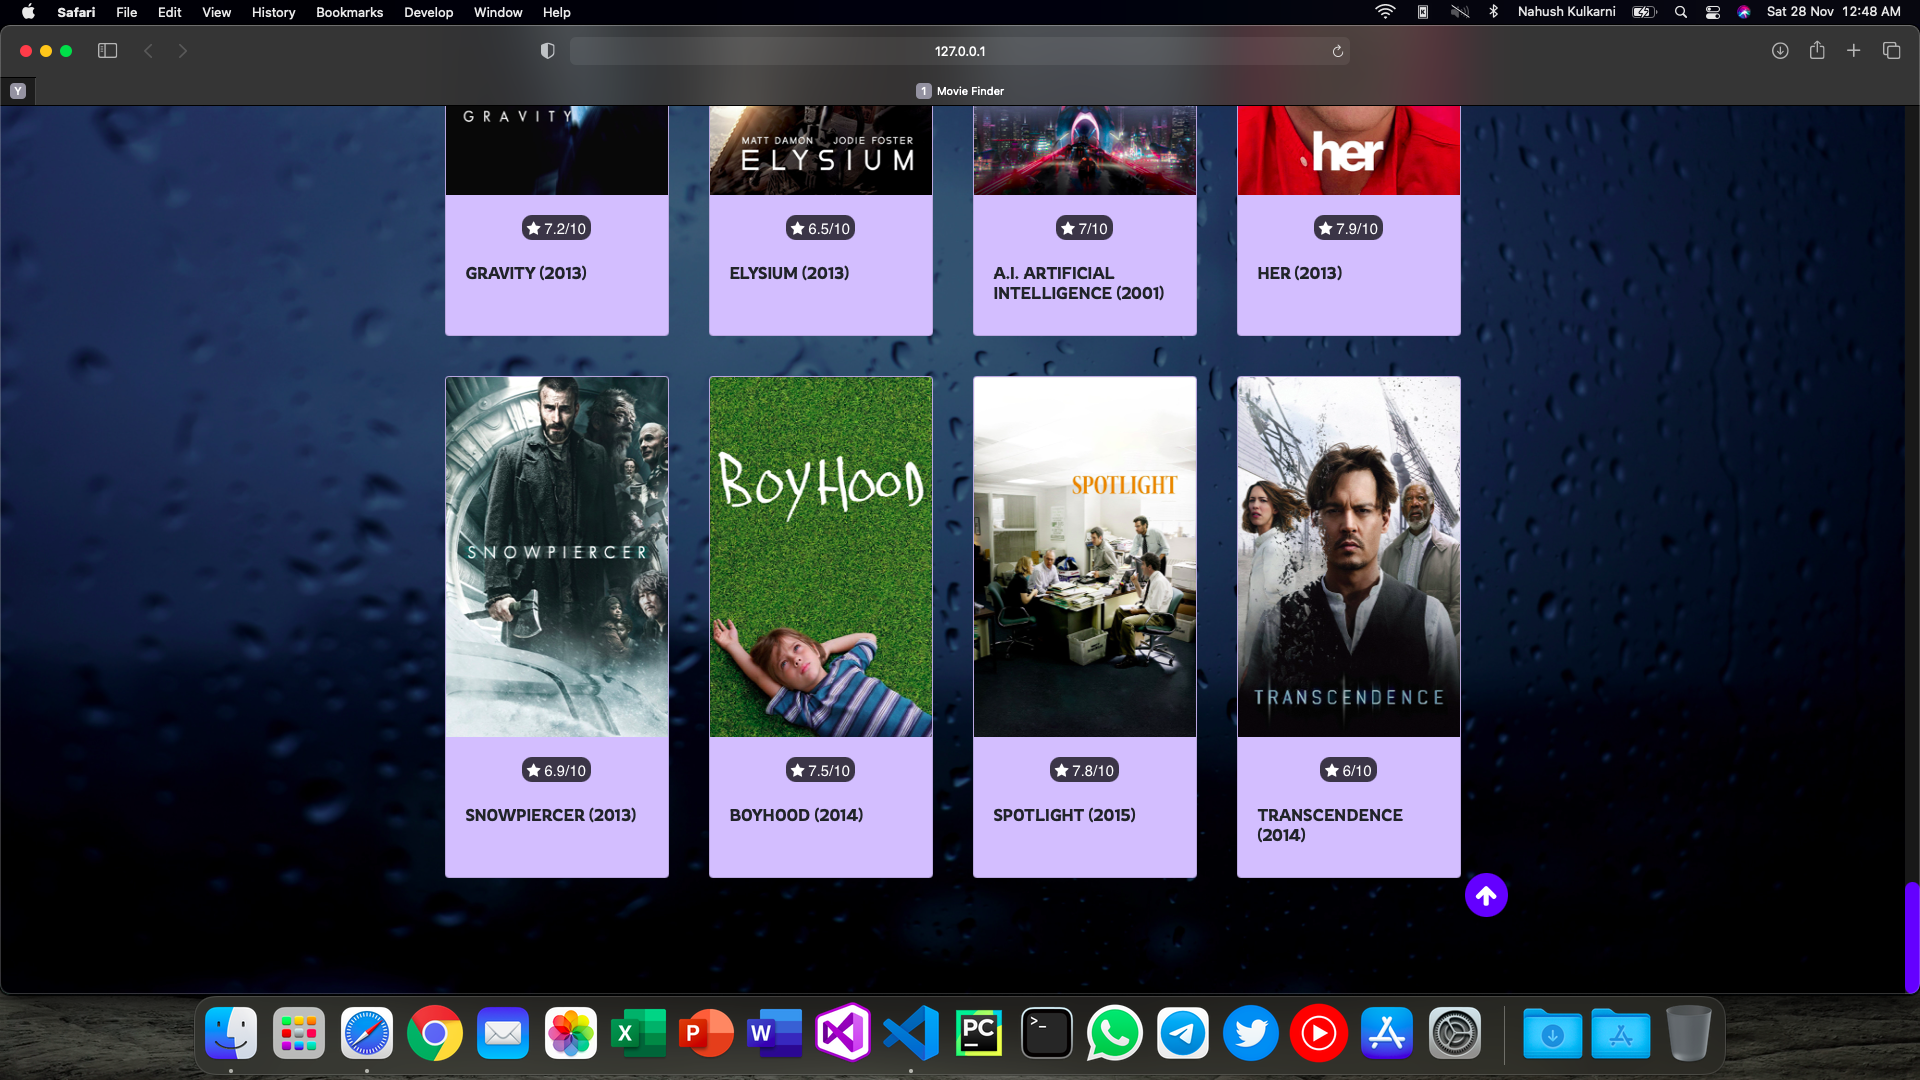 Safari File Edit View History Bookmarks Develop Window Help
Nahush Kulkarni Sat 28 Nov 12:48 AM
127.0.0.1
Y
1 Movie Finder
GRAVITY
MATT DAMON JODIE FOSTER
ELYSIUM
her
7.2/10
6.5/10
7/10
7.9/10
GRAVITY (2013)
ELYSIUM (2013)
A.I. ARTIFICIAL
INTELLIGENCE (2001)
HER (2013)
SNOWPIERCER
BOYHOOD
SPOTLIGHT
TRANSCENDENCE
6.9/10
7.5/10
7.8/10
6/10
SNOWPIERCER (2013)
BOYHOOD (2014)
SPOTLIGHT (2015)
TRANSCENDENCE
(2014)
X
P
W
PC
>_